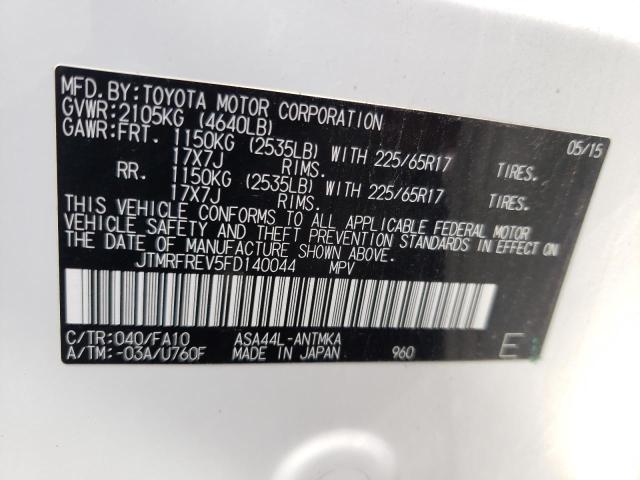 MFD. BY: TOYOTA MOTOR CORPORATION 05/15
GVWR: 2105KG (4640LB)
GAWR: FRT. 1150KG (2535LB) WITH 225/65R17 TIRES.
17X7J RIMS.
RR. 1150KG (2535LB) WITH 225/65R17 TIRES.
17X7J RIMS.
THIS VEHICLE CONFORMS TO ALL APPLICABLE FEDERAL MOTOR
VEHICLE SAFETY AND THEFT PREVENTION STANDARDS IN EFFECT ON
THE DATE OF MANUFACTURE SHOWN ABOVE.
JTMRFREV5FD140044 MPV
C/TR: 040/FA10 ASA44L-ANTMKA
A/TM: -03A/U760F MADE IN JAPAN 960 E